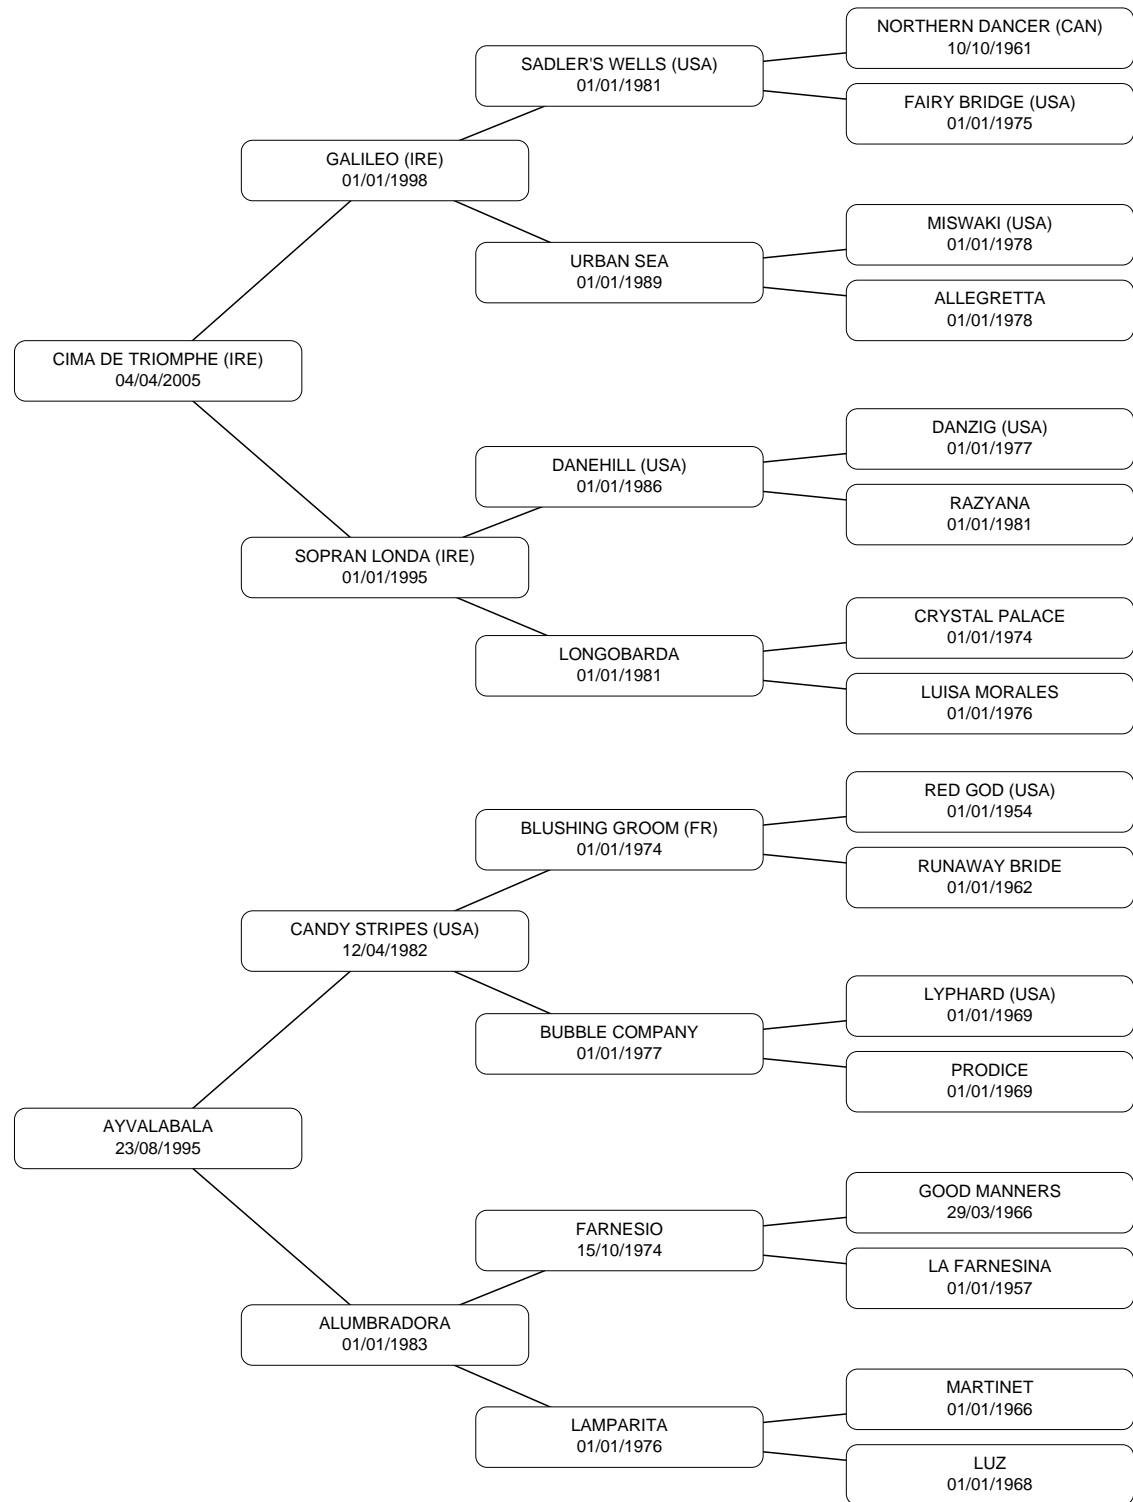 NORTHERN DANCER (CAN)
10/10/1961
SADLER'S WELLS (USA)
01/01/1981
FAIRY BRIDGE (USA)
01/01/1975
GALILEO (IRE)
01/01/1998
MISWAKI (USA)
01/01/1978
URBAN SEA
01/01/1989
ALLEGRETTA
01/01/1978
CIMA DE TRIOMPHE (IRE)
04/04/2005
DANZIG (USA)
01/01/1977
DANEHILL (USA)
01/01/1986
RAZYANA
01/01/1981
SOPRAN LONDA (IRE)
01/01/1995
CRYSTAL PALACE
01/01/1974
LONGOBARDA
01/01/1981
LUISA MORALES
01/01/1976
RED GOD (USA)
01/01/1954
BLUSHING GROOM (FR)
01/01/1974
RUNAWAY BRIDE
01/01/1962
CANDY STRIPES (USA)
12/04/1982
LYPHARD (USA)
01/01/1969
BUBBLE COMPANY
01/01/1977
PRODICE
01/01/1969
AYVALABALA
23/08/1995
GOOD MANNERS
29/03/1966
FARNESIO
15/10/1974
LA FARNESINA
01/01/1957
ALUMBRADORA
01/01/1983
MARTINET
01/01/1966
LAMPARITA
01/01/1976
LUZ
01/01/1968